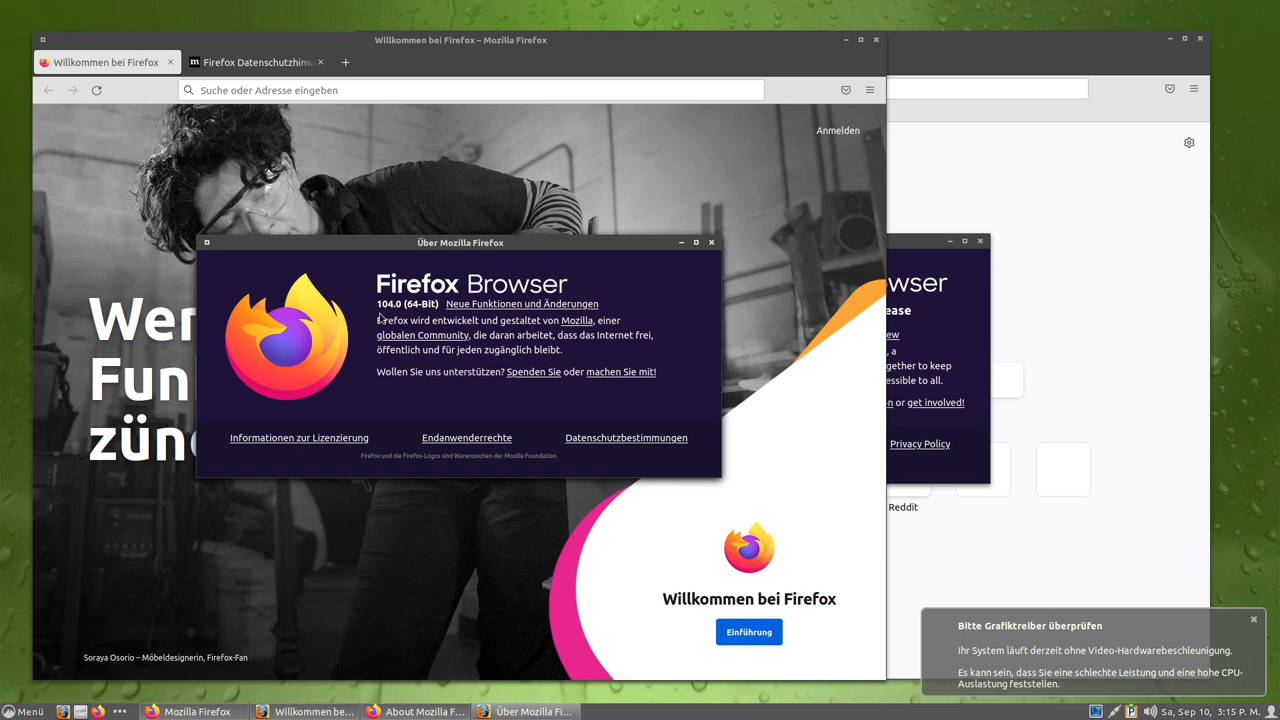 Willkommen bei Firefox – Mozilla Firefox
Willkommen bei Firefox
Firefox Datenschutzhinw
Suche oder Adresse eingeben
Anmelden
Wer
Fun
zünd
Über Mozilla Firefox
Firefox Browser
104.0 (64-Bit) Neue Funktionen und Änderungen
Firefox wird entwickelt und gestaltet von Mozilla, einer
globalen Community, die daran arbeitet, dass das Internet frei,
öffentlich und für jeden zugänglich bleibt.
Wollen Sie uns unterstützen? Spenden Sie oder machen Sie mit!
Informationen zur Lizenzierung
Endanwenderrechte
Datenschutzbestimmungen
Firefox und die Firefox-Logos sind Warenzeichen der Mozilla Foundation.
wser
ease
ew
, a
gether to keep
essible to all.
on or get involved!
Privacy Policy
Reddit
Willkommen bei Firefox
Einführung
Soraya Osorio – Möbeldesignerin, Firefox-Fan
Bitte Grafiktreiber überprüfen
Ihr System läuft derzeit ohne Video-Hardwarebeschleunigung.
Es kann sein, dass Sie eine schlechte Leistung und eine hohe CPU-
Auslastung feststellen.
Menü
Mozilla Firefox
Willkommen be...
About Mozilla F...
Über Mozilla Fi...
Sa, Sep 10, 3:15 P. M.